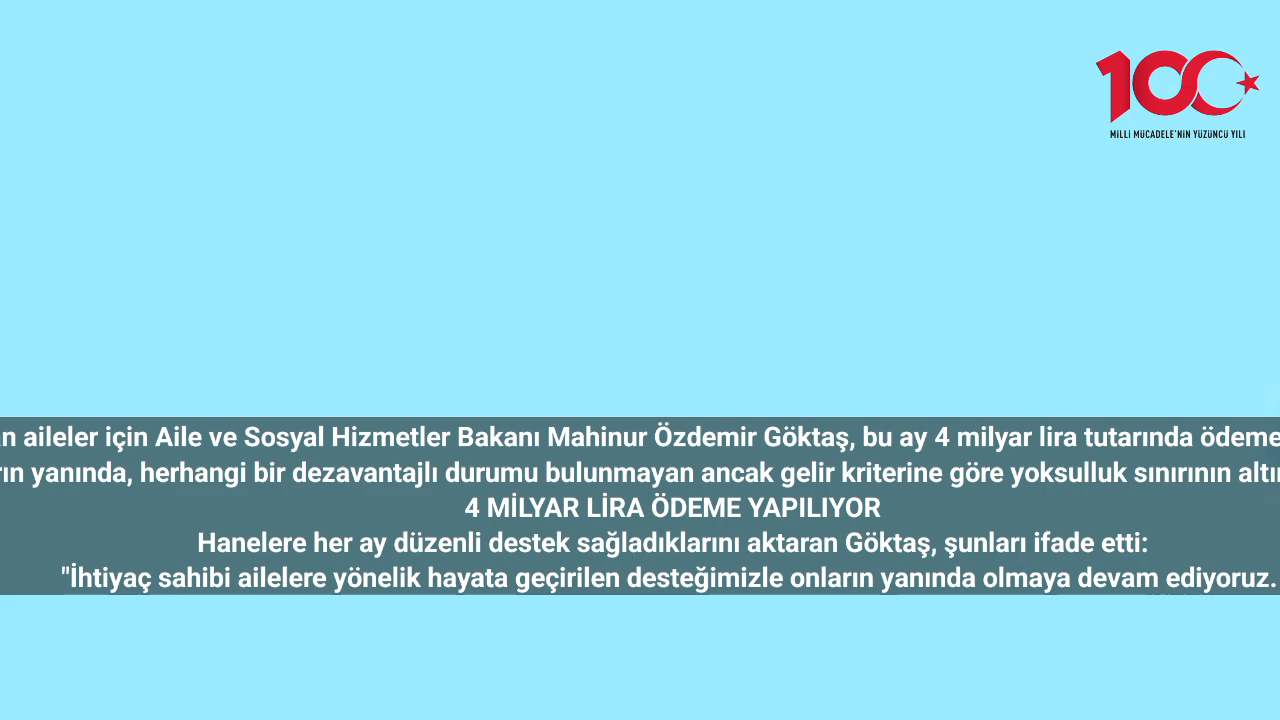 100
MİLLİ MÜCADELE'NİN YÜZÜNCÜ YILI
aileler için Aile ve Sosyal Hizmetler Bakanı Mahinur Özdemir Göktaş, bu ay 4 milyar lira tutarında ödeme
yanında, herhangi bir dezavantajlı durumu bulunmayan ancak gelir kriterine göre yoksulluk sınırının
4 MİLYAR LİRA ÖDEME YAPILIYOR
Hanelere her ay düzenli destek sağladıklarını aktaran Göktaş, şunları ifade etti:
"İhtiyaç sahibi ailelere yönelik hayata geçirilen desteğimizle onların yanında olmaya devam ediyoruz.